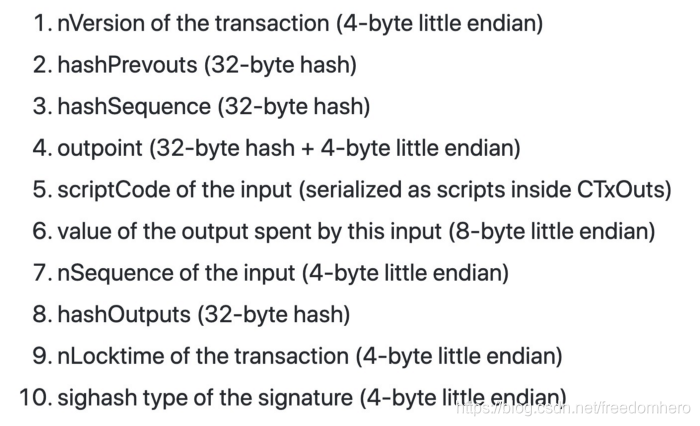 1. nVersion of the transaction (4-byte little endian)
2. hashPrevouts (32-byte hash)
3. hashSequence (32-byte hash)
4. outpoint (32-byte hash + 4-byte little endian)
5. scriptCode of the input (serialized as scripts inside CTxOuts)
6. value of the output spent by this input (8-byte little endian)
7. nSequence of the input (4-byte little endian)
8. hashOutputs (32-byte hash)
9. nLocktime of the transaction (4-byte little endian)
10. sighash type of the signature (4-byte little endian)
https://blog.csdn.net/freedomhero